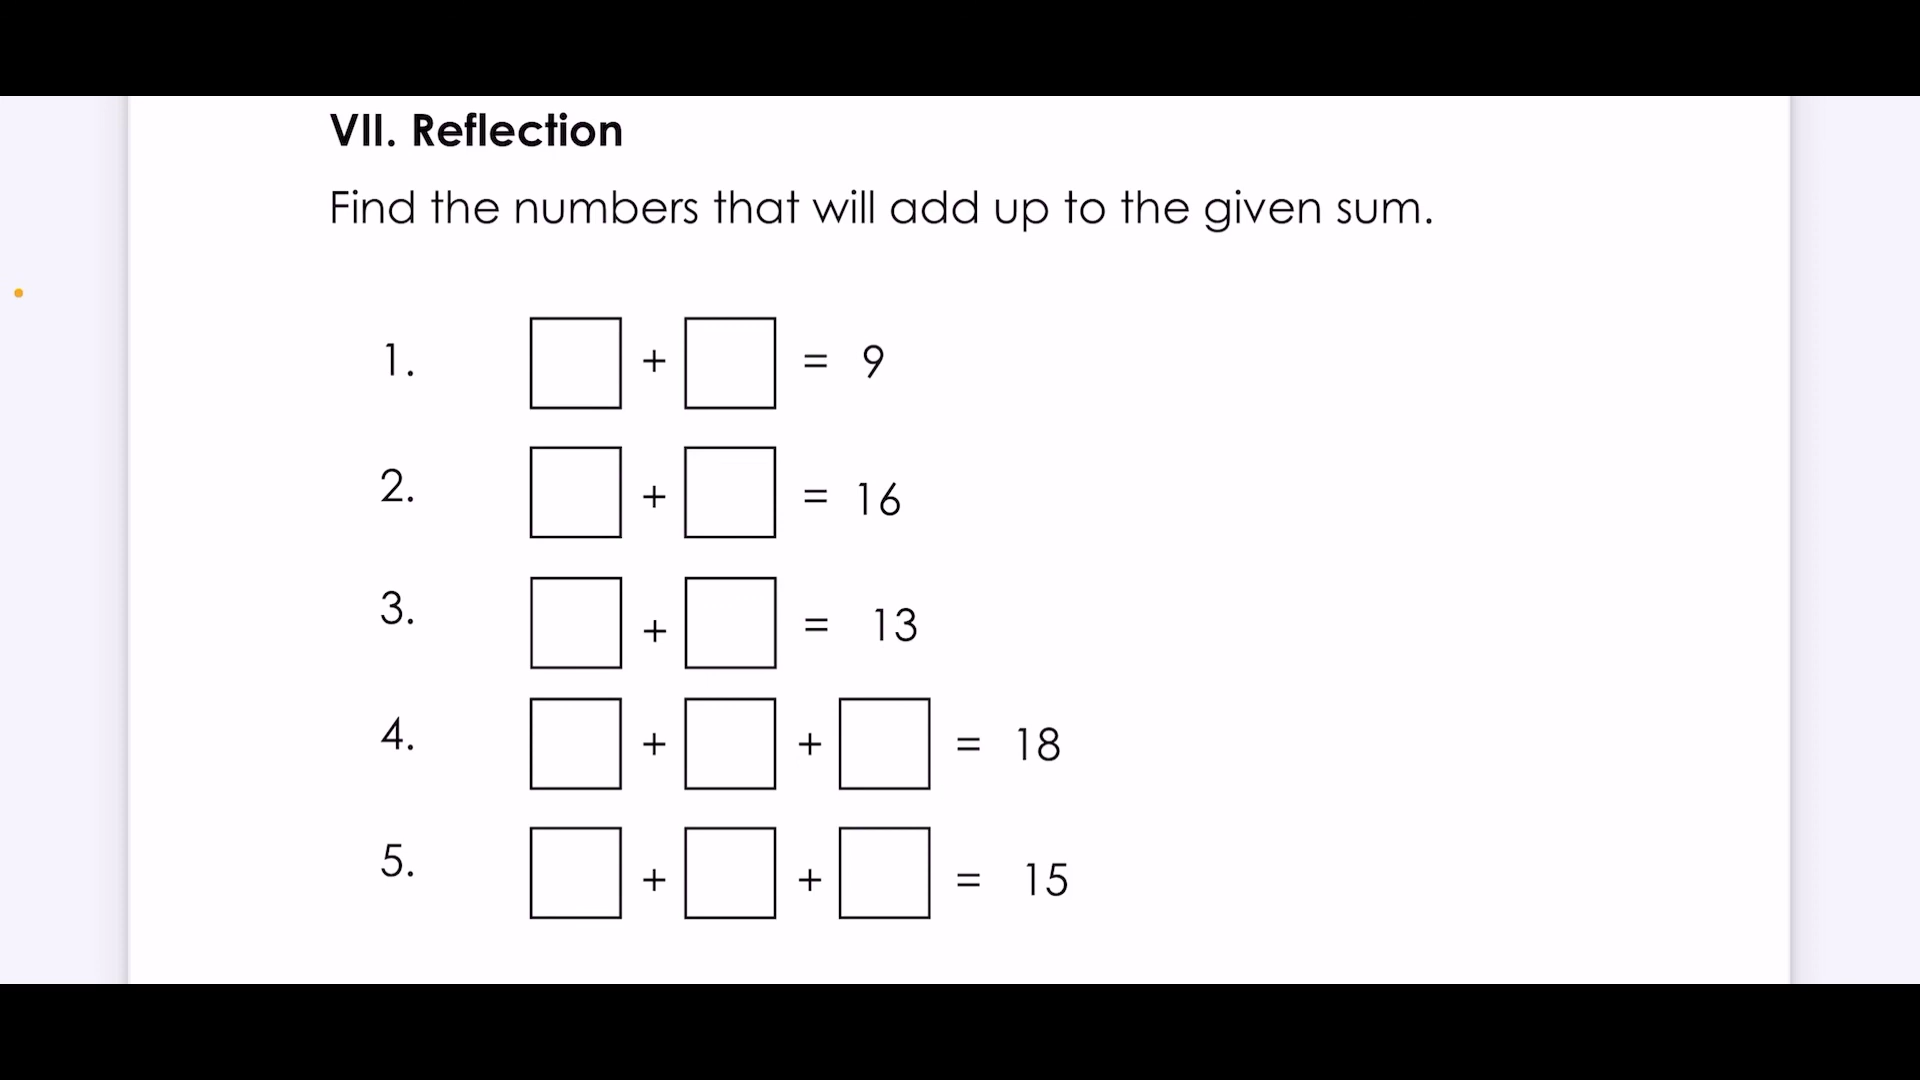 VII. Reflection
Find the numbers that will add up to the given sum.
1. + = 9
2. + = 16
3. + = 13
4. + + = 18
5. + + = 15